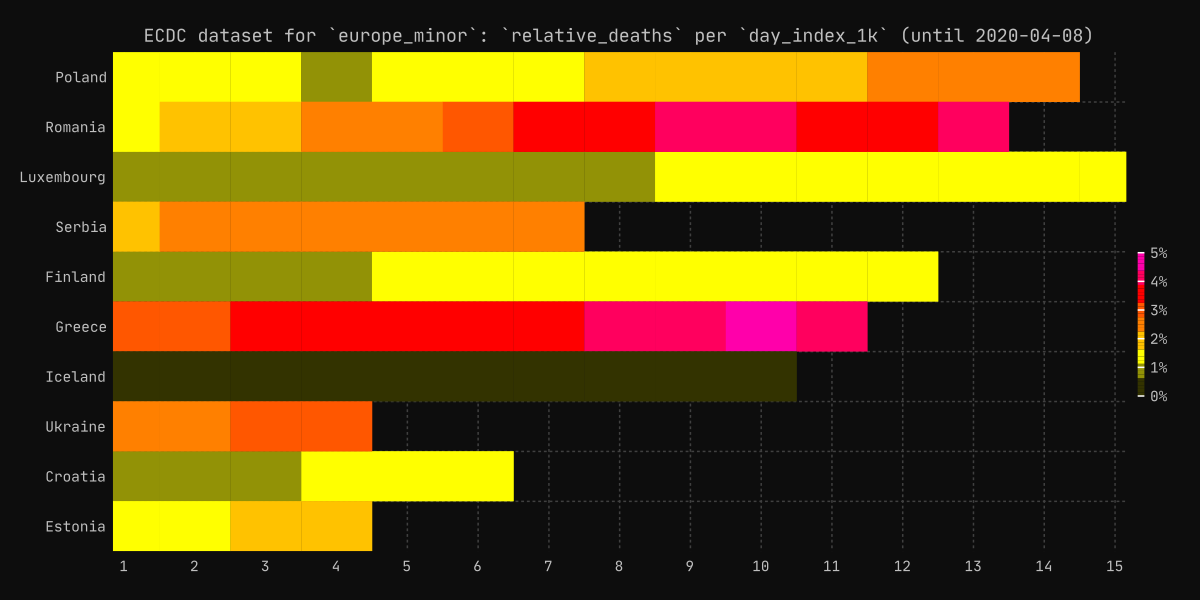 ECDC dataset for `europe_minor`: `relative_deaths` per `day_index_1k` (until 2020-04-08)
Poland
Romania
Luxembourg
Serbia
Finland
Greece
Iceland
Ukraine
Croatia
Estonia
1 2 3 4 5 6 7 8 9 10 11 12 13 14 15
5%
4%
3%
2%
1%
0%